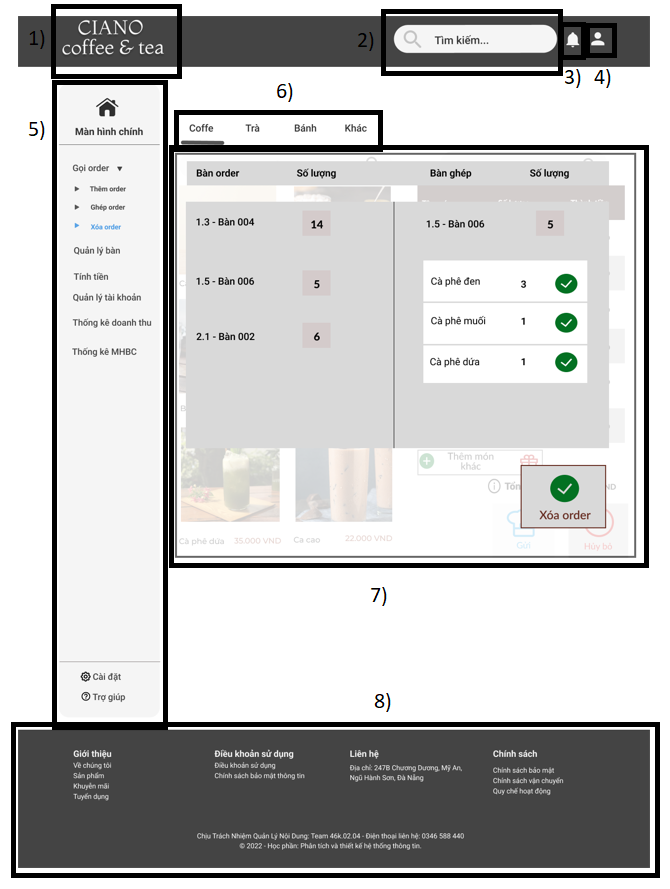 1)
CIANO
coffee & tea
2)
Tìm kiếm...
3)
4)
5)
Màn hình chính
Gọi order
Thêm order
Ghép order
Xóa order
Quản lý bàn
Tính tiền
Quản lý tài khoản
Thống kê doanh thu
Thống kê MHBC
Cài đặt
Trợ giúp
6)
Coffe Trà Bánh Khác
Bàn order Số lượng Bàn ghép Số lượng
1.3 - Bàn 004 14 1.5 - Bàn 006 5
1.5 - Bàn 006 5
2.1 - Bàn 002 6
Cà phê đen 3
Cà phê muối 1
Cà phê dứa 1
Thêm món
khác
Xóa order
Cà phê dứa 35.000 VND Ca cao 22.000 VND
Gửi Hủy bỏ
7)
8)
Giới thiệu
Về chúng tôi
Sản phẩm
Khuyến mãi
Tuyển dụng
Điều khoản sử dụng
Điều khoản sử dụng
Chính sách bảo mật thông tin
Liên hệ
Địa chỉ: 247B Chương Dương, Mỹ An,
Ngũ Hành Sơn, Đà Nẵng
Chính sách
Chính sách bảo mật
Chính sách vận chuyển
Quy chế hoạt động
Chịu Trách Nhiệm Quản Lý Nội Dung: Team 46k.02.04 - Điện thoại liên hệ: 0346 588 440
© 2022 - Học phần: Phân tích và thiết kế hệ thống thông tin.